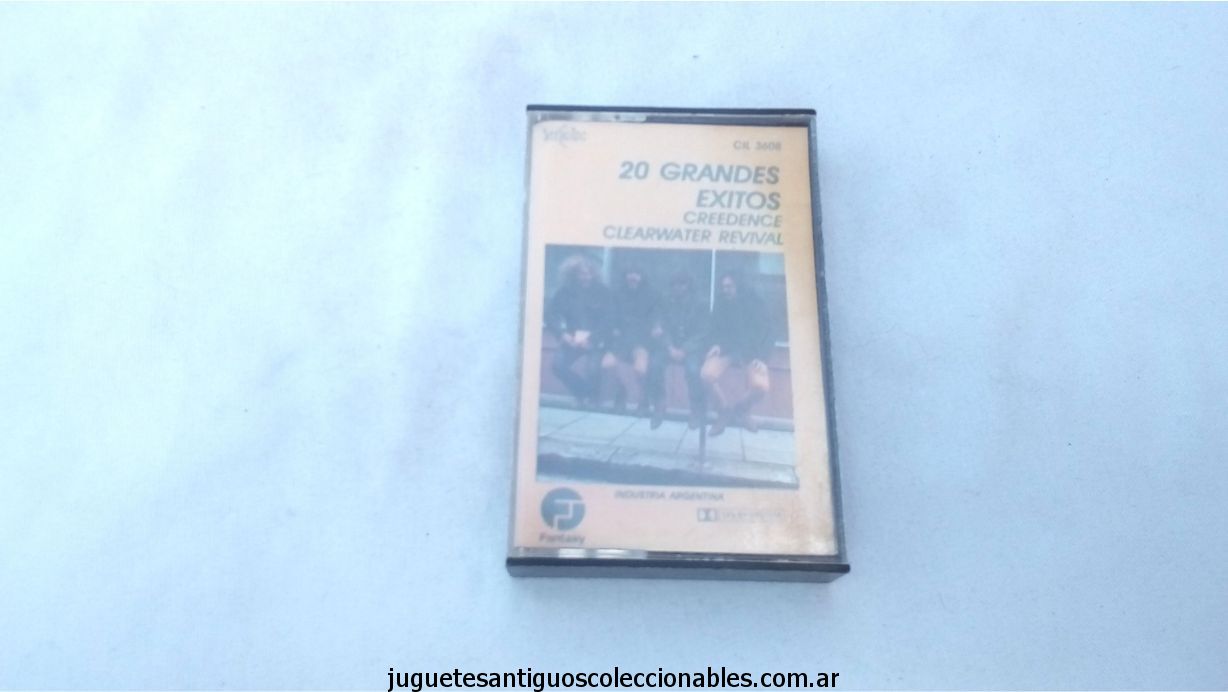 CIL 3608
20 GRANDES
EXITOS
CREEDENCE
CLEARWATER REVIVAL
INDUSTRIA ARGENTINA
Fantasy
juguetesantiguoscoleccionables.com.ar